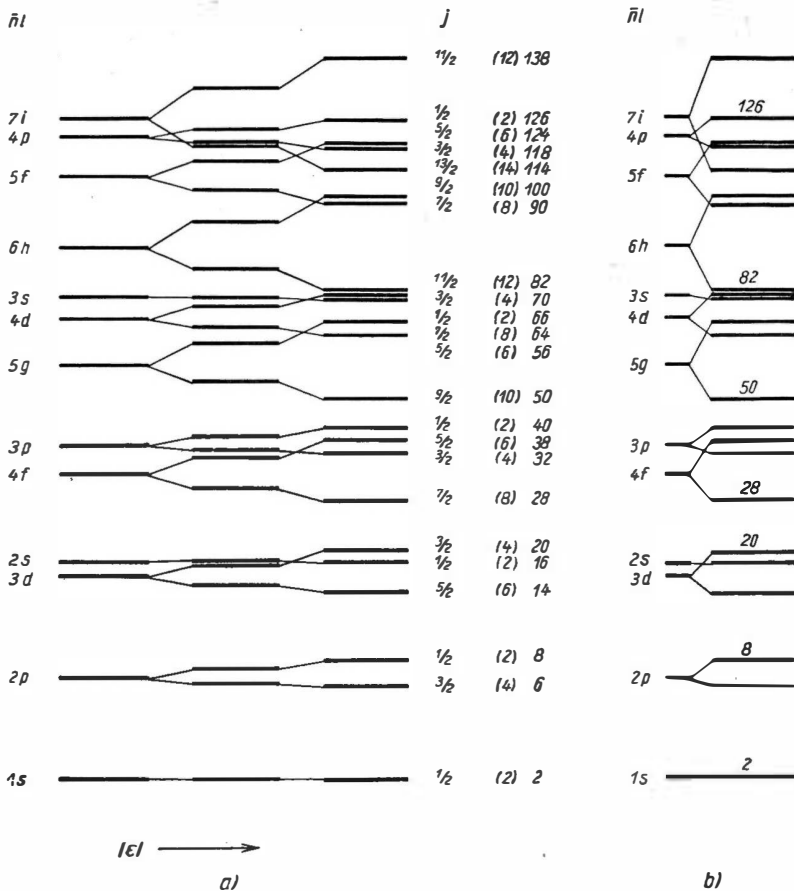 n̄l j n̄l
11/2 (12) 138
7i 1/2 (2) 126 7i 126
4p 5/2 (6) 124 4p
3/2 (4) 118
5f 13/2 (14) 114 5f
9/2 (10) 100
7/2 (8) 90
6h 6h
11/2 (12) 82 82
3s 3/2 (4) 70 3s
4d 1/2 (2) 66 4d
7/2 (8) 64
5g 5/2 (6) 56 5g
9/2 (10) 50 50
1/2 (2) 40
3p 5/2 (6) 38 3p
3/2 (4) 32
4f 4f
7/2 (8) 28 28
3/2 (4) 20 20
2s 1/2 (2) 16 2s
3d 5/2 (6) 14 3d
1/2 (2) 8 8
2p 3/2 (4) 6 2p
1s 1/2 (2) 2 1s 2
|ε| →
a) b)